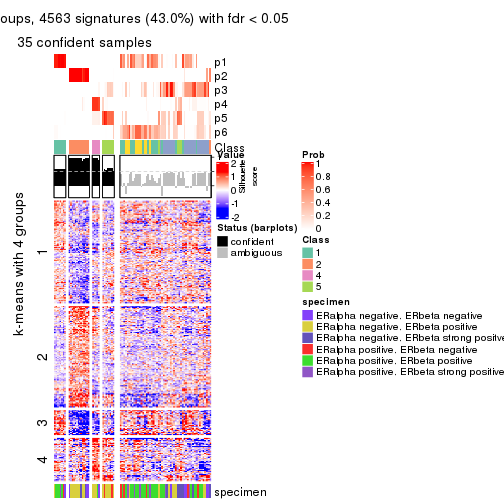 oups, 4563 signatures (43.0%) with fdr < 0.05
35 confident samples
p1
p2
p3
p4
p5
p6
Class
k-means with 4 groups
1
2
3
4
Value
2
1
0
-1
-2
Silhouette
score
Status (barplots)
confident
ambiguous
Prob
1
0.8
0.6
0.4
0.2
0
Class
1
2
4
5
specimen
ERalpha negative. ERbeta negative
ERalpha negative. ERbeta positive
ERalpha negative. ERbeta strong positive
ERalpha positive. ERbeta negative
ERalpha positive. ERbeta positive
ERalpha positive. ERbeta strong positive
specimen